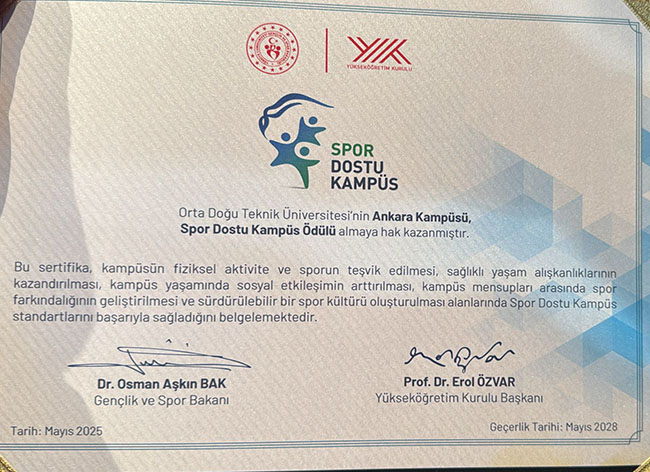 YÜKSEKÖĞRETİM KURULU
SPOR
DOSTU
KAMPÜS
Orta Doğu Teknik Üniversitesi'nin Ankara Kampüsü,
Spor Dostu Kampüs Ödülü almaya hak kazanmıştır.
Bu sertifika, kampüsün fiziksel aktivite ve sporun teşvik edilmesi, sağlıklı yaşam alışkanlıklarının
kazandırılması, kampüs yaşamında sosyal etkileşimin arttırılması, kampüs mensupları arasında spor
farkındalığının geliştirilmesi ve sürdürülebilir bir spor kültürü oluşturulması alanlarında Spor Dostu Kampüs
standartlarını başarıyla sağladığını belgelemektedir.
Dr. Osman Aşkın BAK
Gençlik ve Spor Bakanı
Prof. Dr. Erol ÖZVAR
Yükseköğretim Kurulu Başkanı
Tarih: Mayıs 2025
Geçerlilik Tarihi: Mayıs 2028